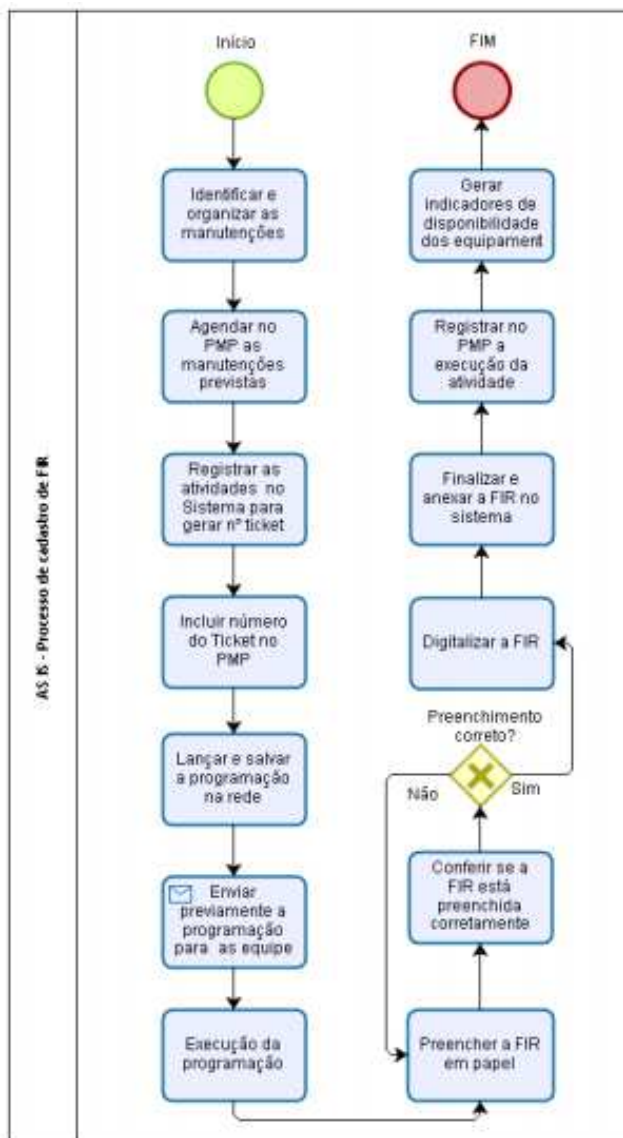 AS IS - Processo de cadastro de FIR
Início
Identificar e
organizar as
manutenções
Agendar no
PMP as
manutenções
previstas
Registrar as
atividades no
Sistema para
gerar nº ticket
Incluir número
do Ticket no
PMP
Lançar e salvar
a programação
na rede
Enviar
previamente a
programação
para as equipe
Execução da
programação
Preencher a FIR
em papel
Conferir se a
FIR está
preenchida
corretamente
Preenchimento
correto?
Não
Sim
Digitalizar a FIR
Finalizar e
anexar a FIR no
sistema
Registrar no
PMP a
execução da
atividade
Gerar
indicadores de
disponibilidade
dos equipament
FIM